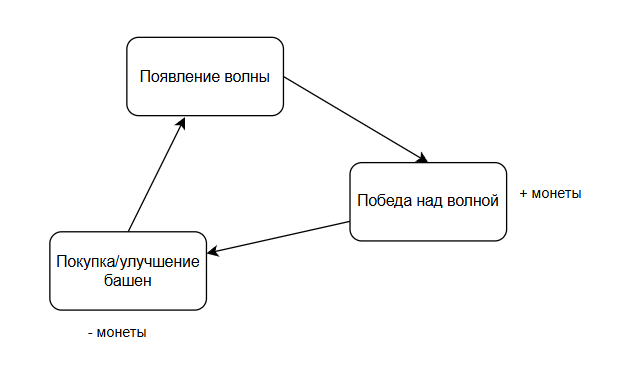 Появление волны
Победа над волной
+ монеты
Покупка/улучшение
башен
- монеты